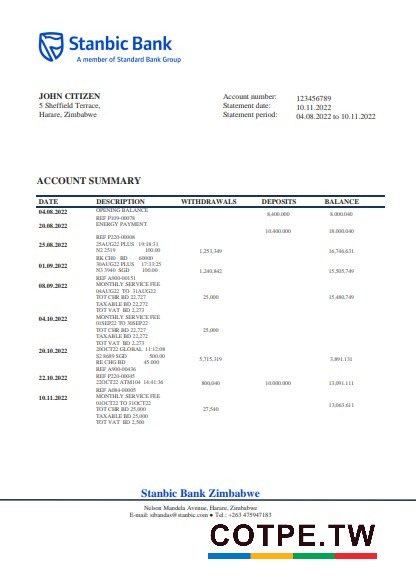 Stanbic Bank
A member of Standard Bank Group
JOHN CITIZEN
5 Sheffield Terrace,
Harare, Zimbabwe
Account number: 123456789
Statement date: 10.11.2022
Statement period: 04.08.2022 to 10.11.2022
ACCOUNT SUMMARY
DATE DESCRIPTION WITHDRAWALS DEPOSITS BALANCE
04.08.2022 OPENING BALANCE 8,400.000 8,000.040
REF P109-00078
20.08.2022 ENERGY PAYMENT 10,400.000 18,000.040
REF P220-00008
25.08.2022 25AUG22 PLUS 19:18:31
N2 2519 100.00 1,253,349 16,746.631
BK CH0 BD 60000
01.09.2022 30AUG22 PLUS 17:33:25
N3 3940 SGD 100.00 1,240,842 15,505,749
REF A900-00151
08.09.2022 MONTHLY SERVICE FEE
04AUG22 TO 31AUG22
TOT CHR BD 22,727 25,000 15,480,749
TAXABLE BD 22,272
TOT VAT BD 2,273
04.10.2022 MONTHLY SERVICE FEE
01SEP22 TO 30SEP22
TOT CHR BD 22,727 25,000
TAXABLE BD 22,272
TOT VAT BD 2,273
20.10.2022 20OCT22 GLOBAL 11:12:08
S2 8689 SGD 500.00 5,715,319 3,891.131
RE CHG BD 45.000
REF A900-00436
22.10.2022 REF P220-00045
22OCT22 ATM104 14:41:36 800,040 10,000.000 13,091.111
REF A084-00005
10.11.2022 MONTHLY SERVICE FEE
01OCT22 TO 31OCT22 13,063.611
TOT CHR BD 25,000 27,540
TAXABLE BD 25,000
TOT VAT BD 2,500
Stanbic Bank Zimbabwe
Nelson Mandela Avenue, Harare, Zimbabwe
E-mail: sibandas@stanbic.com ● Tel.: +263 475947183
COTPE.TW